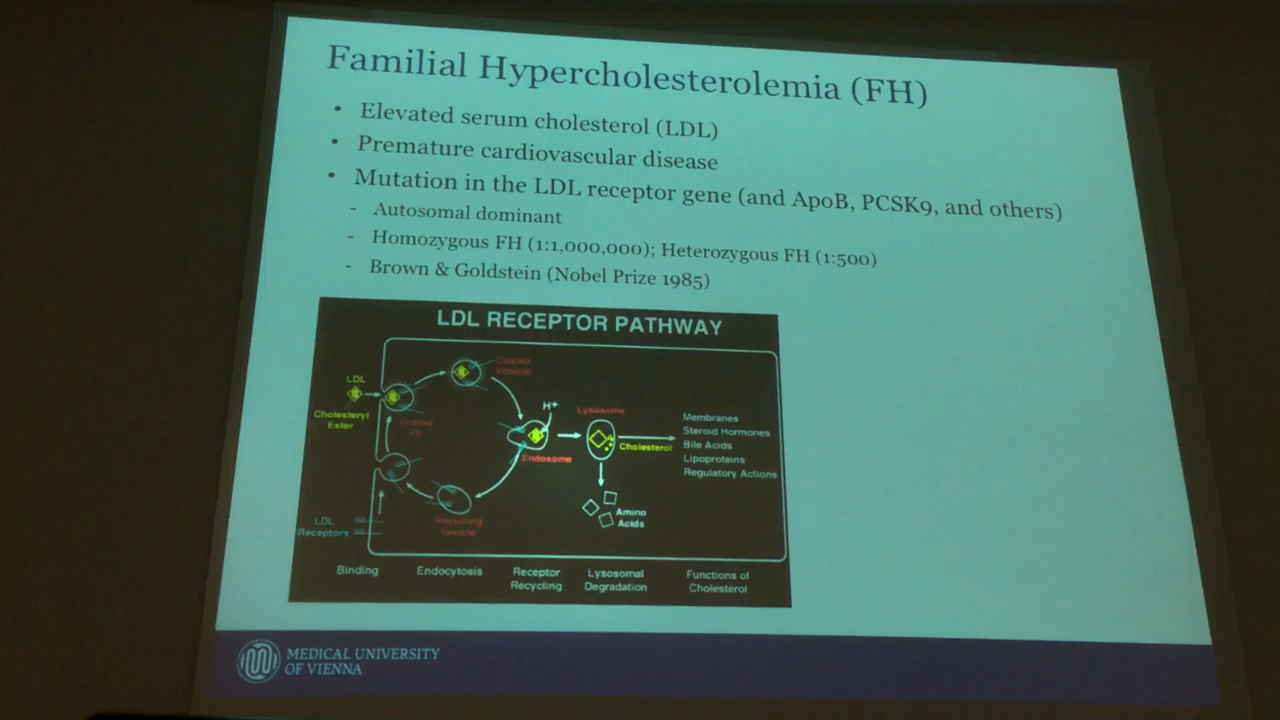 Familial Hypercholesterolemia (FH)
• Elevated serum cholesterol (LDL)
• Premature cardiovascular disease
• Mutation in the LDL receptor gene (and ApoB, PCSK9, and others)
- Autosomal dominant
- Homozygous FH (1:1,000,000); Heterozygous FH (1:500)
- Brown & Goldstein (Nobel Prize 1985)
LDL RECEPTOR PATHWAY
Coated
Vesicle
LDL
Cholesteryl
Ester
Coated
Pit
H+
Endosome
Lysosome
Cholesterol
Membranes
Steroid Hormones
Bile Acids
Lipoproteins
Regulatory Actions
LDL
Receptors
Recycling
Vesicle
Amino
Acids
Binding
Endocytosis
Receptor
Recycling
Lysosomal
Degradation
Functions of
Cholesterol
MEDICAL UNIVERSITY
OF VIENNA